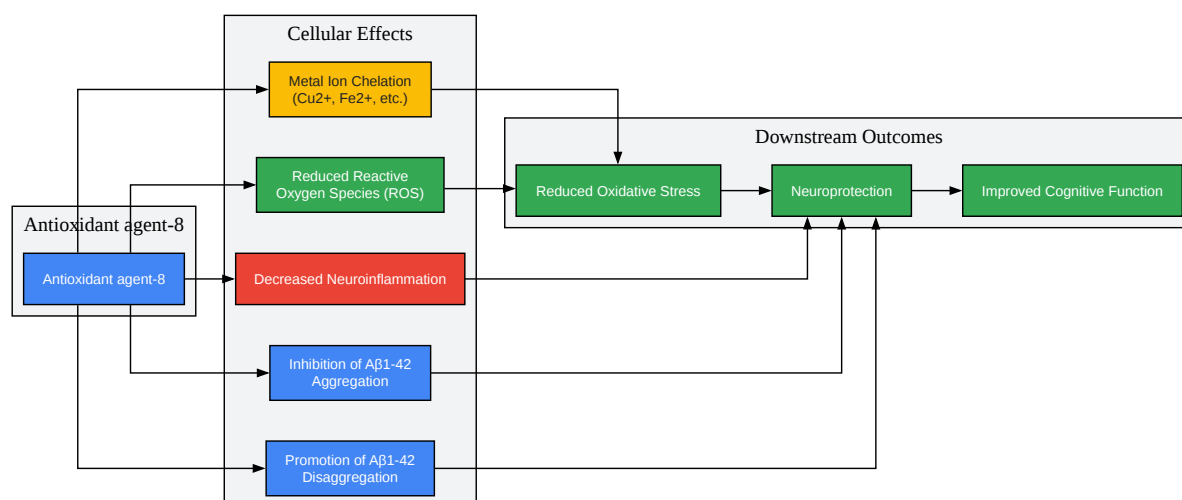 Cellular Effects
Metal Ion Chelation
(Cu2+, Fe2+, etc.)
Downstream Outcomes
Reduced Reactive
Oxygen Species (ROS)
Reduced Oxidative Stress
Neuroprotection
Improved Cognitive Function
Antioxidant agent-8
Antioxidant agent-8
Decreased Neuroinflammation
Inhibition of Aβ1-42
Aggregation
Promotion of Aβ1-42
Disaggregation